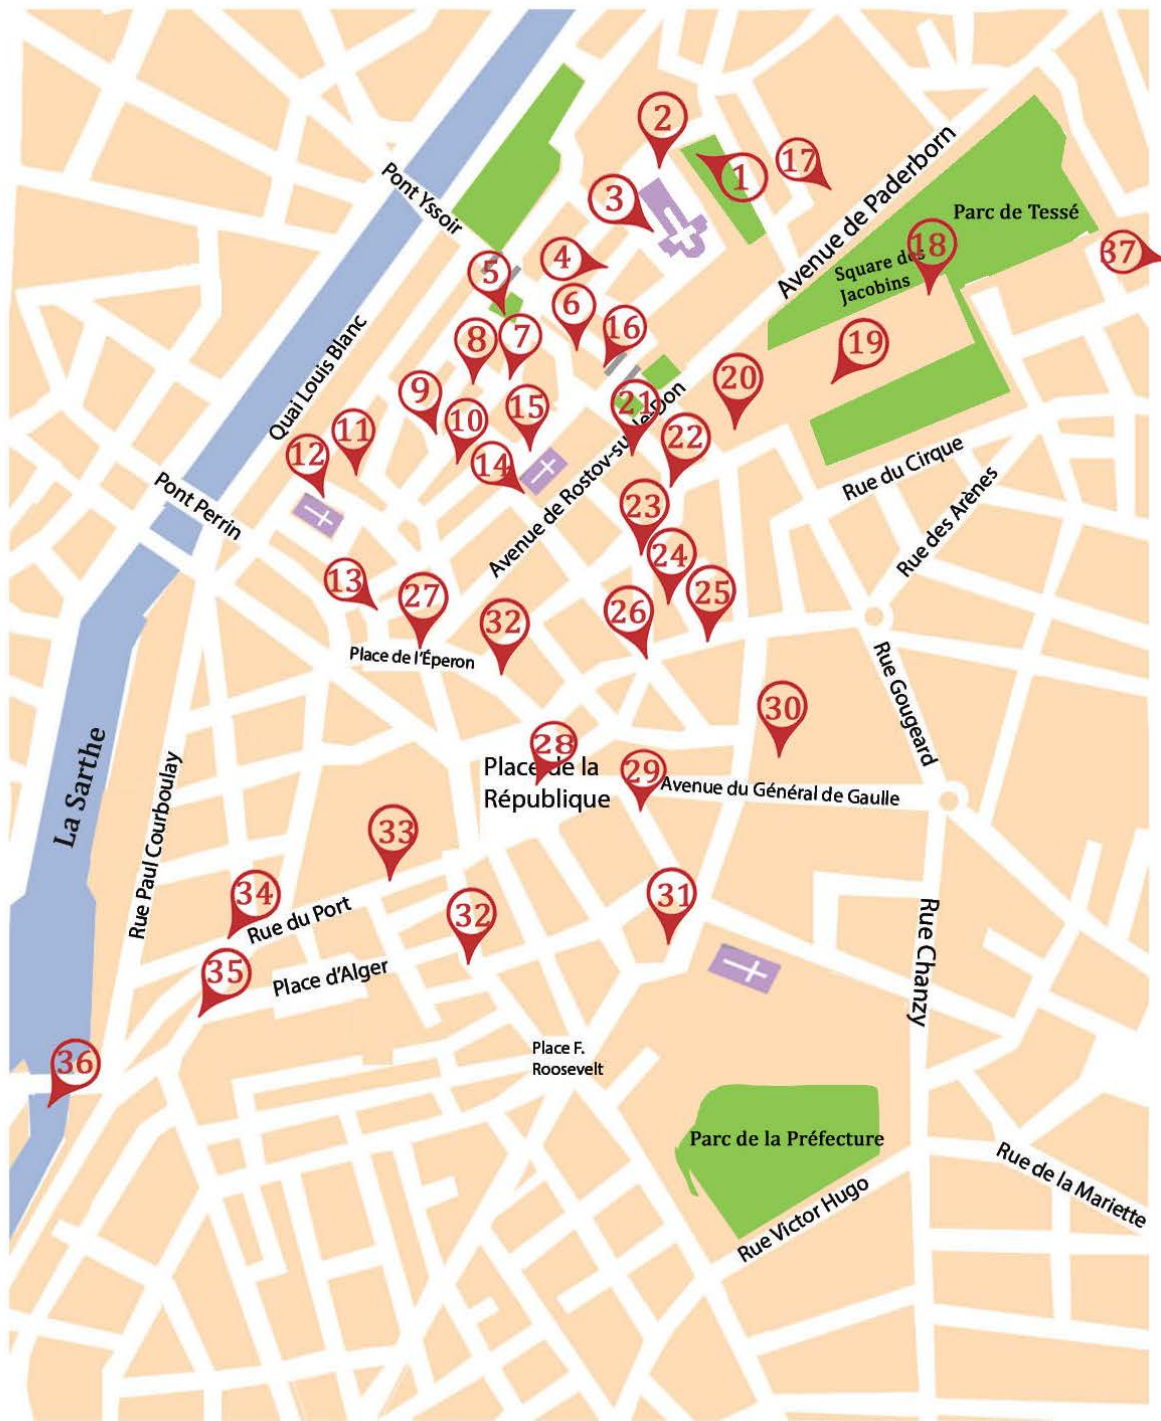 2
1
17
3
Pont Yssoir
Avenue de Paderborn
Parc de Tessé
4
18
37
5
Square des
Jacobins
6
16
8
7
19
Quai Louis Blanc
9
20
15
21
10
11
22
12
14
Rue du Cirque
Pont Perrin
Avenue de Rostov-sur-le-Don
23
Rue des Arènes
24
13
27
25
26
32
Place de l'Éperon
Rue Gougeard
30
28
Place de la
République
29
Avenue du Général de Gaulle
La Sarthe
Rue Paul Courboulay
33
34
31
32
Rue du Port
Rue Chanzy
35
Place d'Alger
36
Place F.
Roosevelt
Parc de la Préfecture
Rue de la Mariette
Rue Victor Hugo